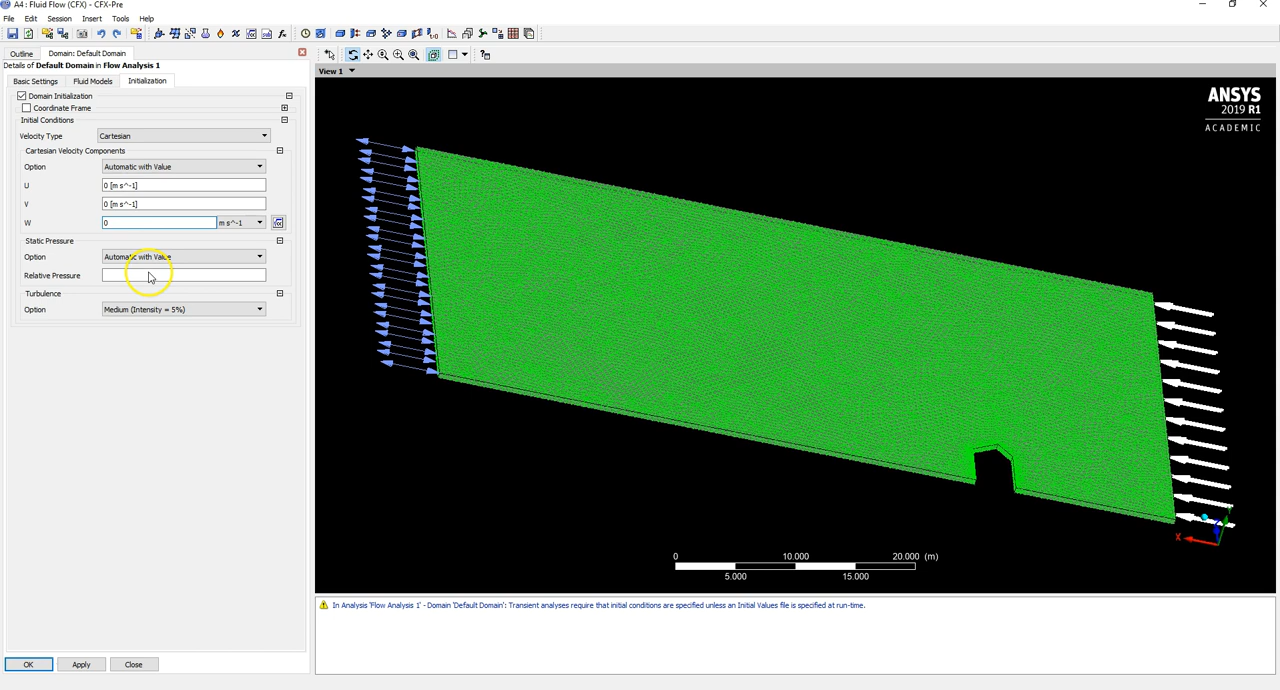 A4 : Fluid Flow (CFX) - CFX-Pre
File Edit Session Insert Tools Help
Outline Domain: Default Domain
Details of Default Domain in Flow Analysis 1
Basic Settings Fluid Models Initialization
Domain Initialization
Coordinate Frame
Initial Conditions
Velocity Type Cartesian
Cartesian Velocity Components
Option Automatic with Value
U 0 [m s^-1]
V 0 [m s^-1]
W 0 m s^-1
Static Pressure
Option Automatic with Value
Relative Pressure
Turbulence
Option Medium (Intensity = 5%)
OK Apply Close
View 1
ANSYS
2019 R1
ACADEMIC
0 10.000 20.000 (m)
5.000 15.000
X
In Analysis 'Flow Analysis 1' - Domain 'Default Domain': Transient analyses require that initial conditions are specified unless an Initial Values file is specified at run-time.